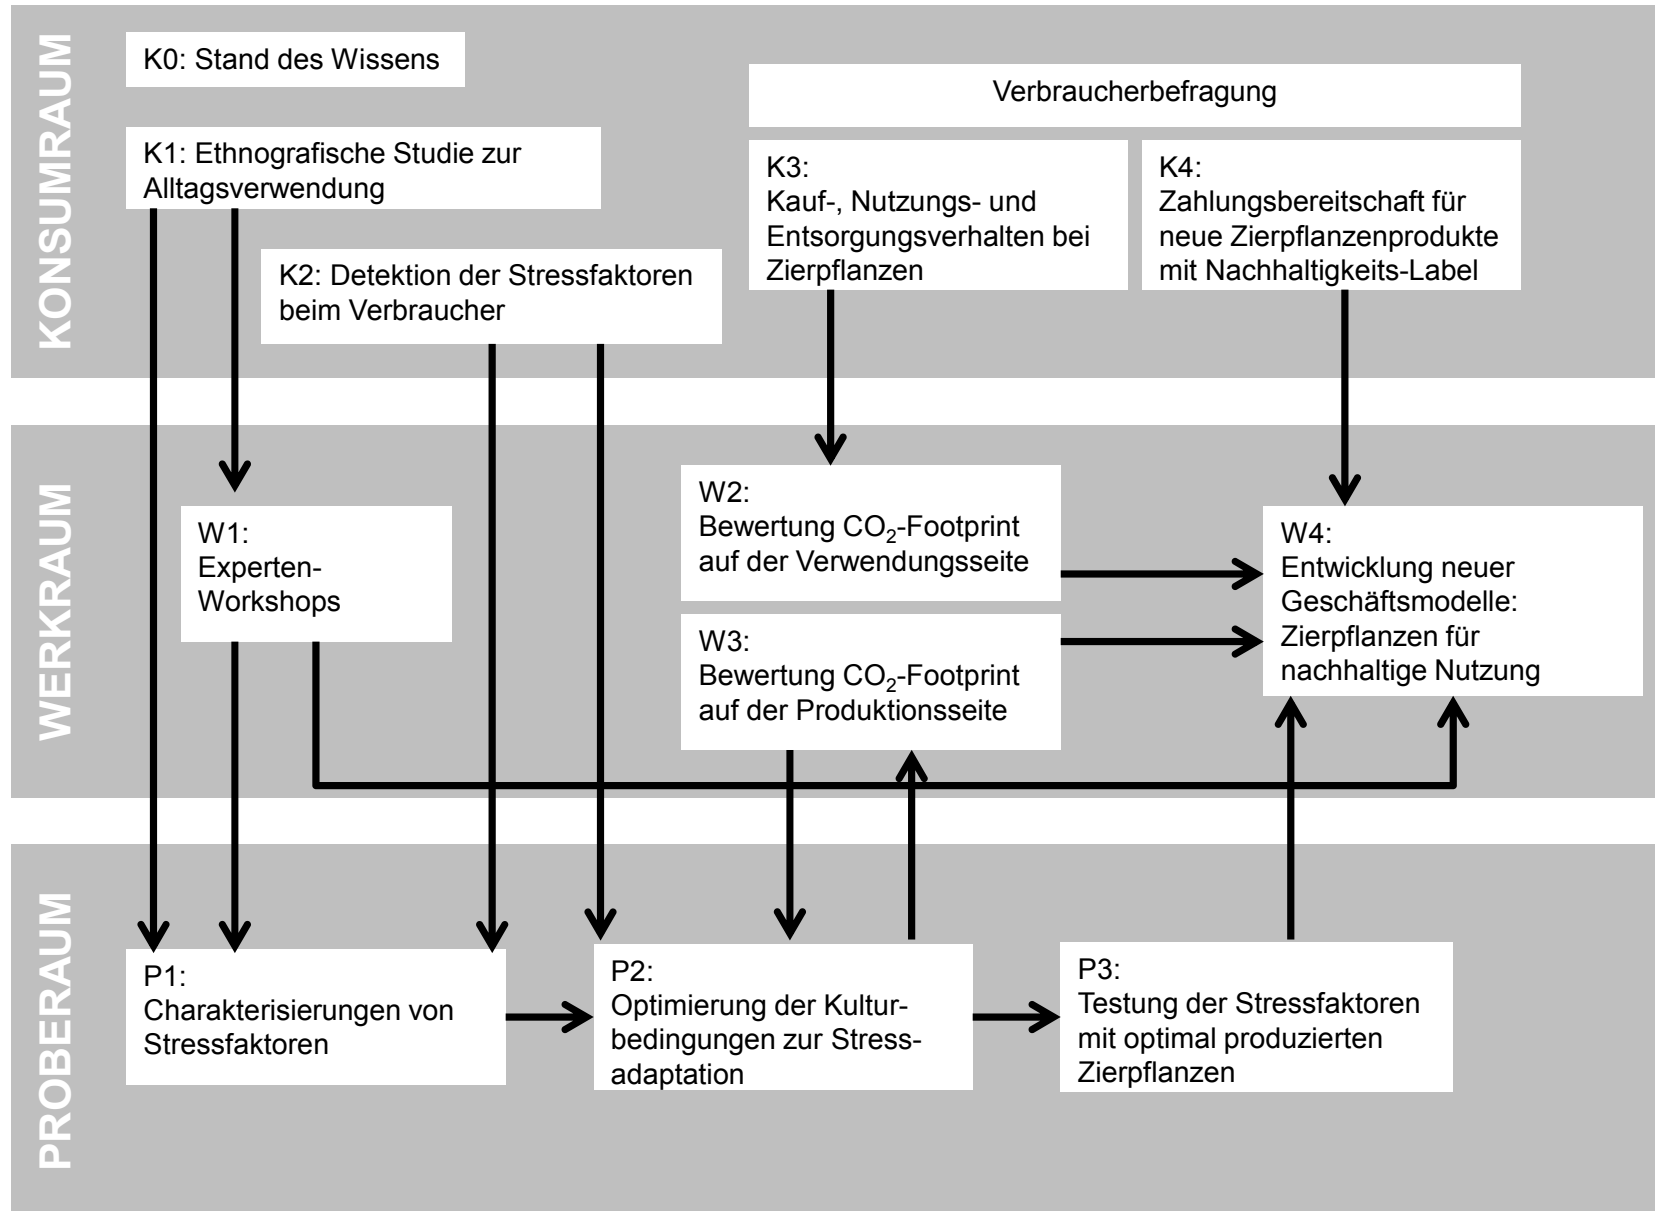 KONSUMRAUM
K0: Stand des Wissens
K1: Ethnografische Studie zur
Alltagsverwendung
K2: Detektion der Stressfaktoren
beim Verbraucher
Verbraucherbefragung
K3:
Kauf-, Nutzungs- und
Entsorgungsverhalten bei
Zierpflanzen
K4:
Zahlungsbereitschaft für
neue Zierpflanzenprodukte
mit Nachhaltigkeits-Label
WERKRAUM
W1:
Experten-
Workshops
W2:
Bewertung CO₂-Footprint
auf der Verwendungsseite
W3:
Bewertung CO₂-Footprint
auf der Produktionsseite
W4:
Entwicklung neuer
Geschäftsmodelle:
Zierpflanzen für
nachhaltige Nutzung
PROBERAUM
P1:
Charakterisierungen von
Stressfaktoren
P2:
Optimierung der Kultur-
bedingungen zur Stress-
adaptation
P3:
Testung der Stressfaktoren
mit optimal produzierten
Zierpflanzen